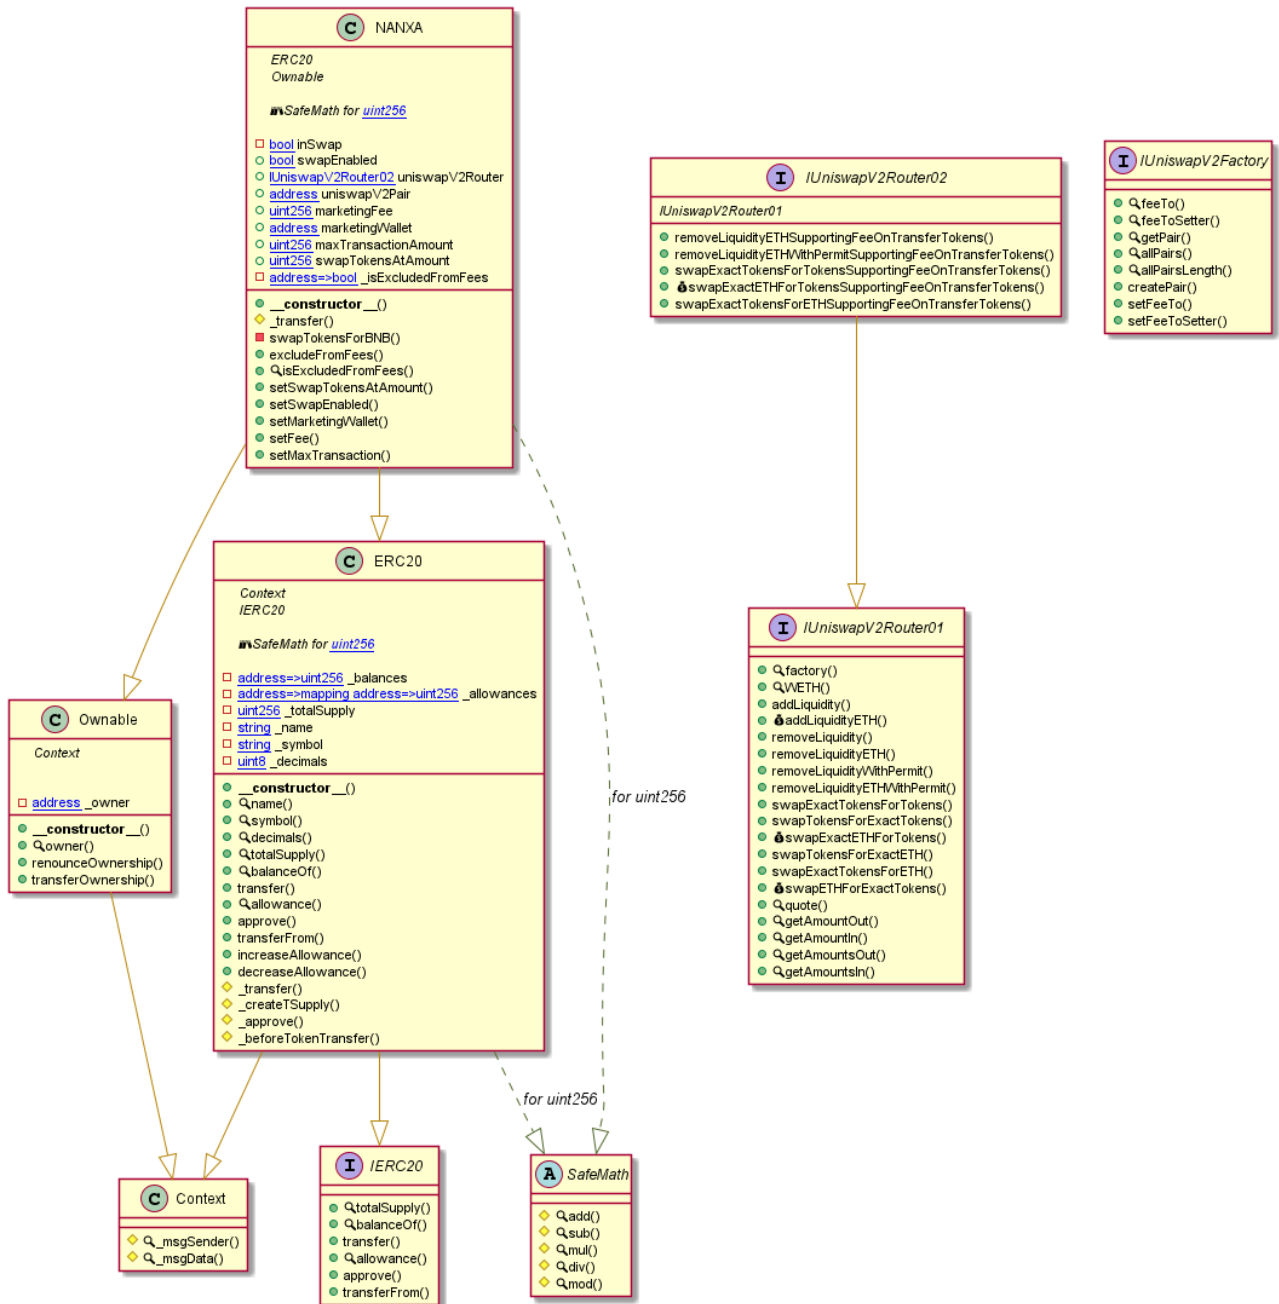 C NANXA
ERC20
Ownable
SafeMath for uint256
bool inSwap
bool swapEnabled
IUniswapV2Router02 uniswapV2Router
address uniswapV2Pair
uint256 marketingFee
address marketingWallet
uint256 maxTransactionAmount
uint256 swapTokensAtAmount
address=>bool _isExcludedFromFees
__constructor__()
_transfer()
swapTokensForBNB()
excludeFromFees()
isExcludedFromFees()
setSwapTokensAtAmount()
setSwapEnabled()
setMarketingWallet()
setFee()
setMaxTransaction()
I IUniswapV2Router02
IUniswapV2Router01
removeLiquidityETHSupportingFeeOnTransferTokens()
removeLiquidityETHWithPermitSupportingFeeOnTransferTokens()
swapExactTokensForTokensSupportingFeeOnTransferTokens()
swapExactETHForTokensSupportingFeeOnTransferTokens()
swapExactTokensForETHSupportingFeeOnTransferTokens()
I IUniswapV2Factory
feeTo()
feeToSetter()
getPair()
allPairs()
allPairsLength()
createPair()
setFeeTo()
setFeeToSetter()
C ERC20
Context
IERC20
SafeMath for uint256
address=>uint256 _balances
address=>mapping address=>uint256 _allowances
uint256 _totalSupply
string _name
string _symbol
uint8 _decimals
__constructor__()
name()
symbol()
decimals()
totalSupply()
balanceOf()
transfer()
allowance()
approve()
transferFrom()
increaseAllowance()
decreaseAllowance()
_transfer()
_createTSupply()
_approve()
_beforeTokenTransfer()
C Ownable
Context
address _owner
__constructor__()
owner()
renounceOwnership()
transferOwnership()
for uint256
I IUniswapV2Router01
factory()
WETH()
addLiquidity()
addLiquidityETH()
removeLiquidity()
removeLiquidityETH()
removeLiquidityWithPermit()
removeLiquidityETHWithPermit()
swapExactTokensForTokens()
swapTokensForExactTokens()
swapExactETHForTokens()
swapTokensForExactETH()
swapExactTokensForETH()
swapETHForExactTokens()
quote()
getAmountOut()
getAmountIn()
getAmountsOut()
getAmountsIn()
for uint256
C Context
_msgSender()
_msgData()
I IERC20
totalSupply()
balanceOf()
transfer()
allowance()
approve()
transferFrom()
A SafeMath
add()
sub()
mul()
div()
mod()